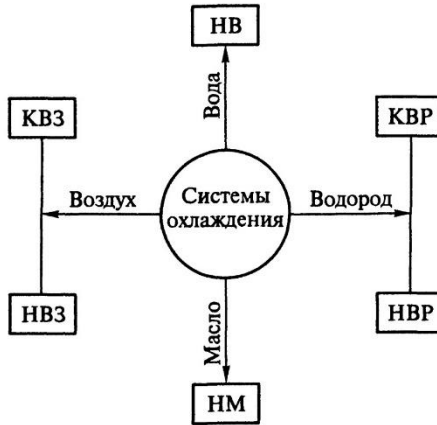 НВ
Вода
КВЗ
КВР
Воздух
Системы
охлаждения
Водород
НВЗ
НВР
Масло
НМ